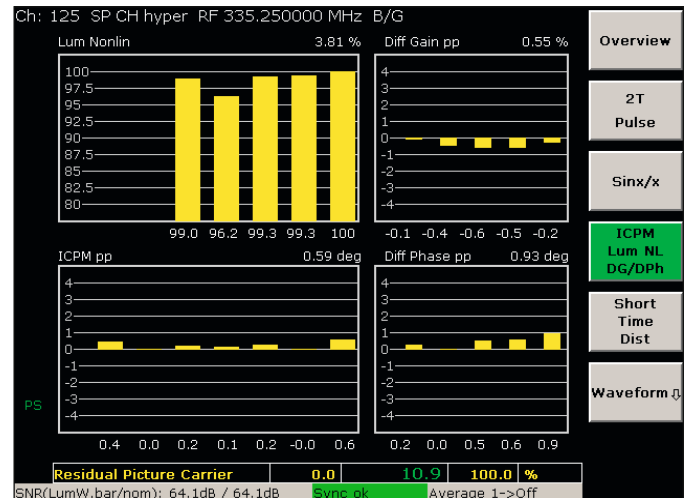 Ch: 125 SP CH hyper RF 335.250000 MHz B/G
Lum Nonlin 3.81 %
100
97.5
95
92.5
90
87.5
85
82.5
80
99.0 96.2 99.3 99.3 100
Diff Gain pp 0.55 %
4
3
2
1
0
-1
-2
-3
-4
-0.1 -0.4 -0.6 -0.5 -0.2
ICPM pp 0.59 deg
4
3
2
1
0
-1
-2
-3
-4
0.4 0.0 0.2 0.1 0.2 -0.0 0.6
Diff Phase pp 0.93 deg
4
3
2
1
0
-1
-2
-3
-4
0.2 0.0 0.5 0.6 0.9
PS
Residual Picture Carrier 0.0 10.9 100.0 %
SNR(LumW.bar/nom): 64.1dB / 64.1dB Sync ok Average 1->Off
Overview
2T
Pulse
Sinx/x
ICPM
Lum NL
DG/DPh
Short
Time
Dist
Waveform ⇩